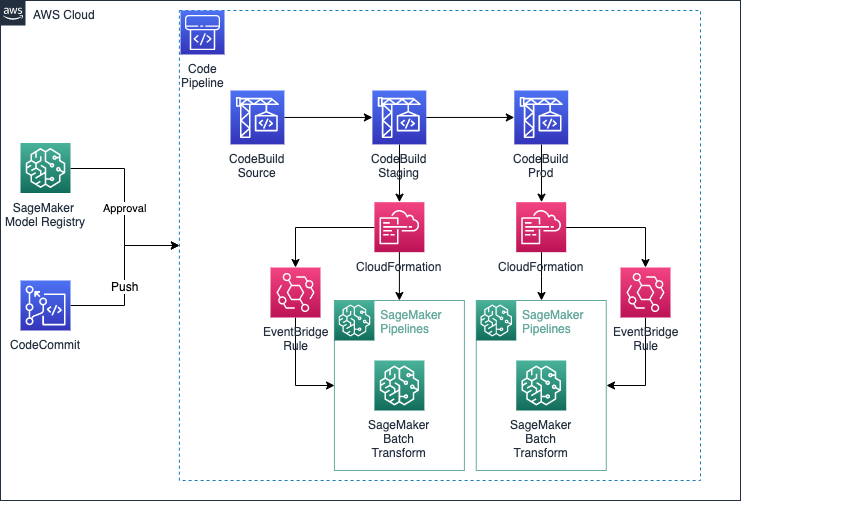 aws
AWS Cloud
Code
Pipeline
CodeBuild
Source
CodeBuild
Staging
CodeBuild
Prod
SageMaker
Model Registry
Approval
Push
CodeCommit
CloudFormation
CloudFormation
EventBridge
Rule
SageMaker
Pipelines
SageMaker
Batch
Transform
SageMaker
Pipelines
SageMaker
Batch
Transform
EventBridge
Rule